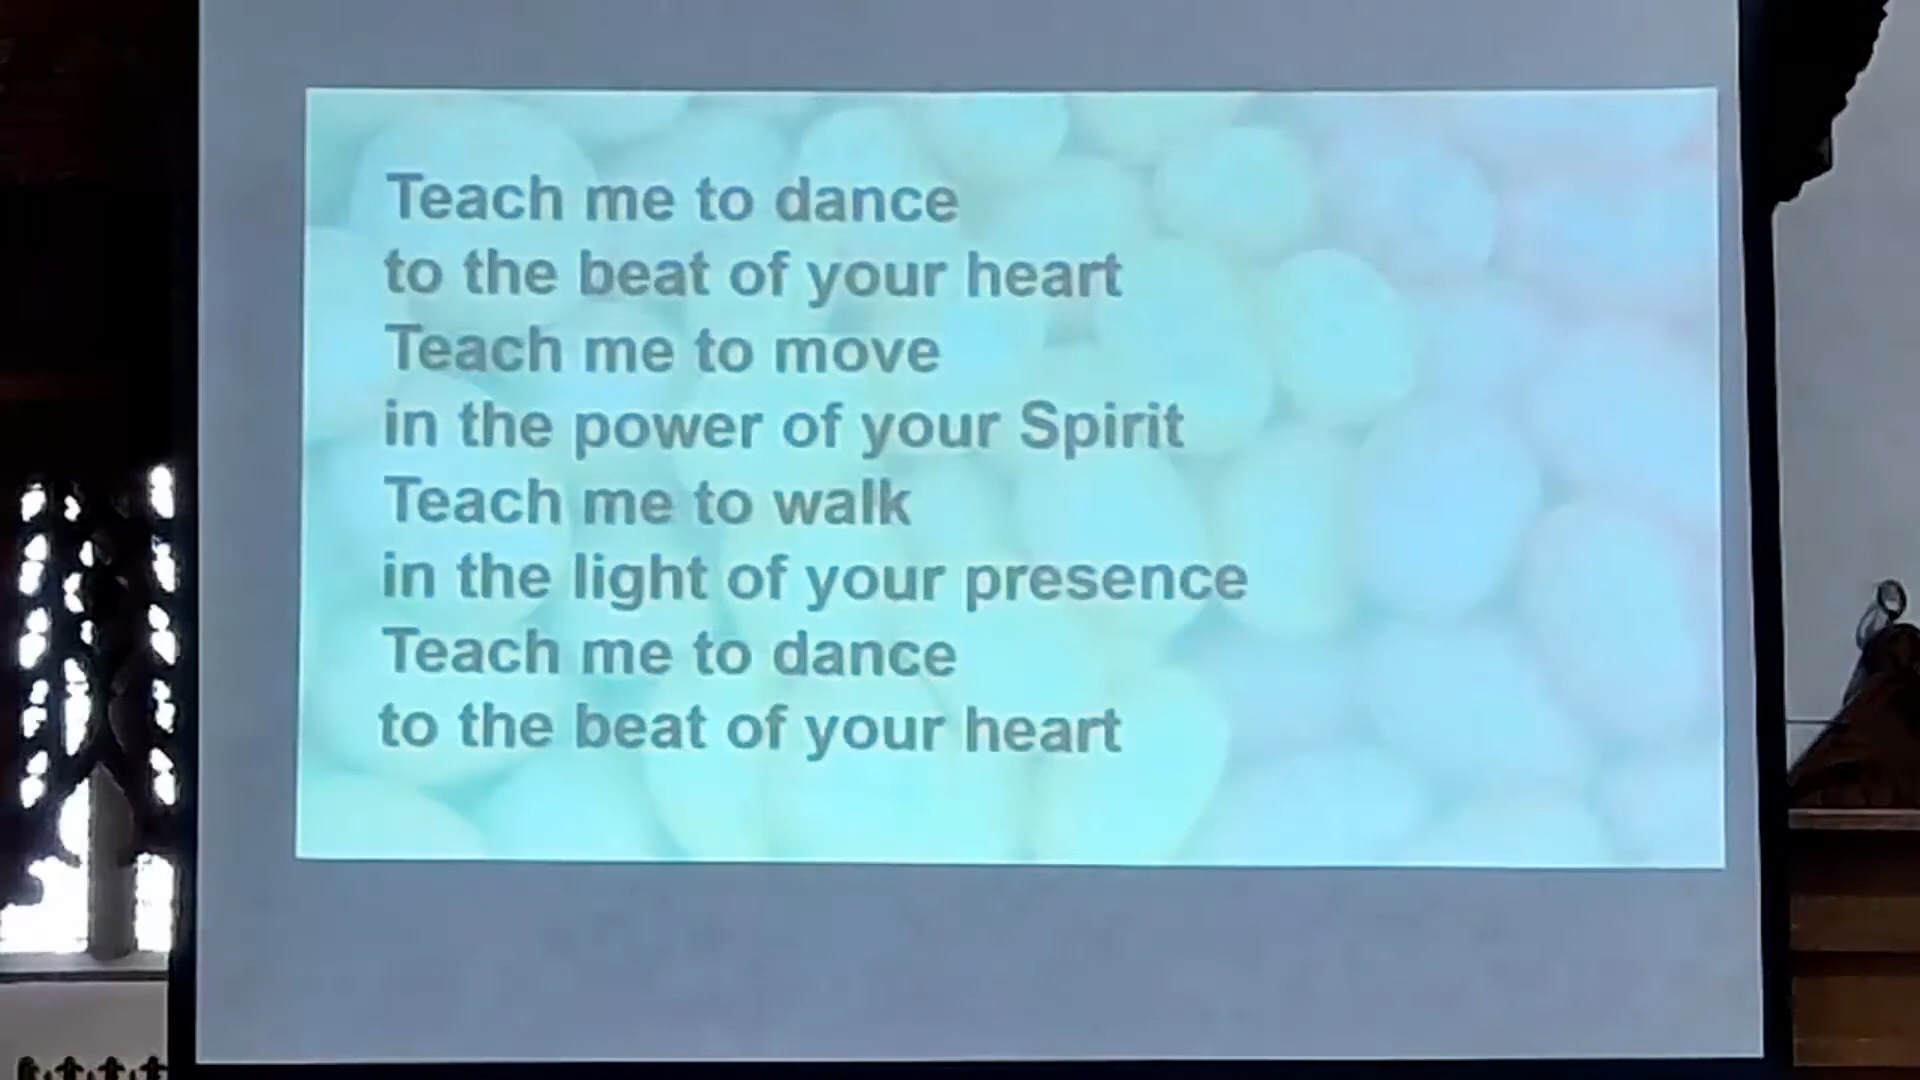 Teach me to dance
to the beat of your heart
Teach me to move
in the power of your Spirit
Teach me to walk
in the light of your presence
Teach me to dance
to the beat of your heart